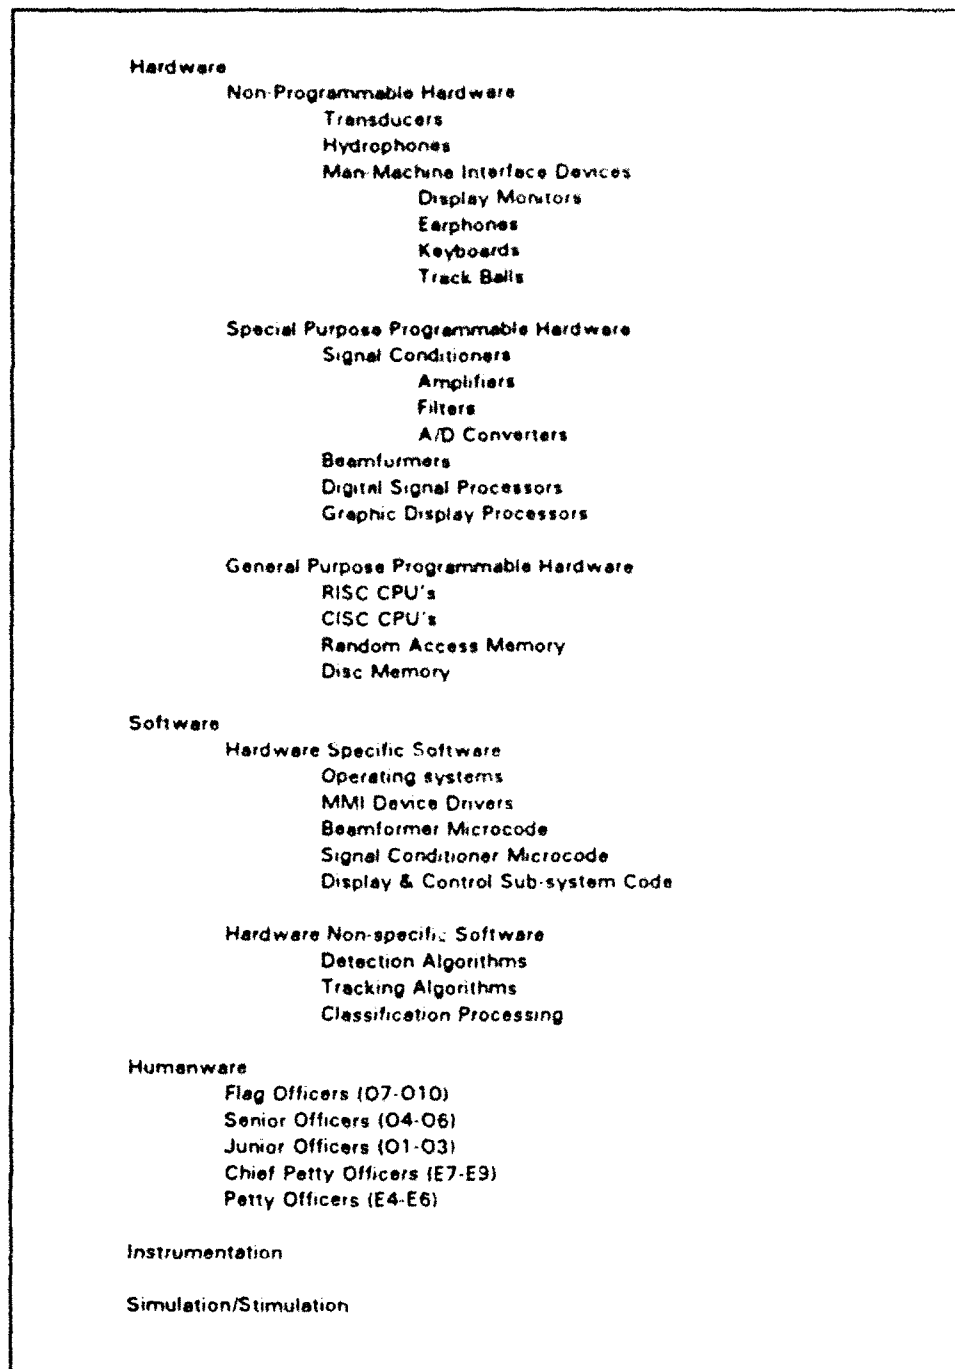 Hardware
Non-Programmable Hardware
Transducers
Hydrophones
Man-Machine Interface Devices
Display Monitors
Earphones
Keyboards
Track Balls
Special Purpose Programmable Hardware
Signal Conditioners
Amplifiers
Filters
A/D Converters
Beamformers
Digital Signal Processors
Graphic Display Processors
General Purpose Programmable Hardware
RISC CPU's
CISC CPU's
Random Access Memory
Disc Memory
Software
Hardware Specific Software
Operating systems
MMI Device Drivers
Beamformer Microcode
Signal Conditioner Microcode
Display & Control Sub-system Code
Hardware Non-specific Software
Detection Algorithms
Tracking Algorithms
Classification Processing
Humanware
Flag Officers (O7-O10)
Senior Officers (O4-O6)
Junior Officers (O1-O3)
Chief Petty Officers (E7-E9)
Petty Officers (E4-E6)
Instrumentation
Simulation/Stimulation